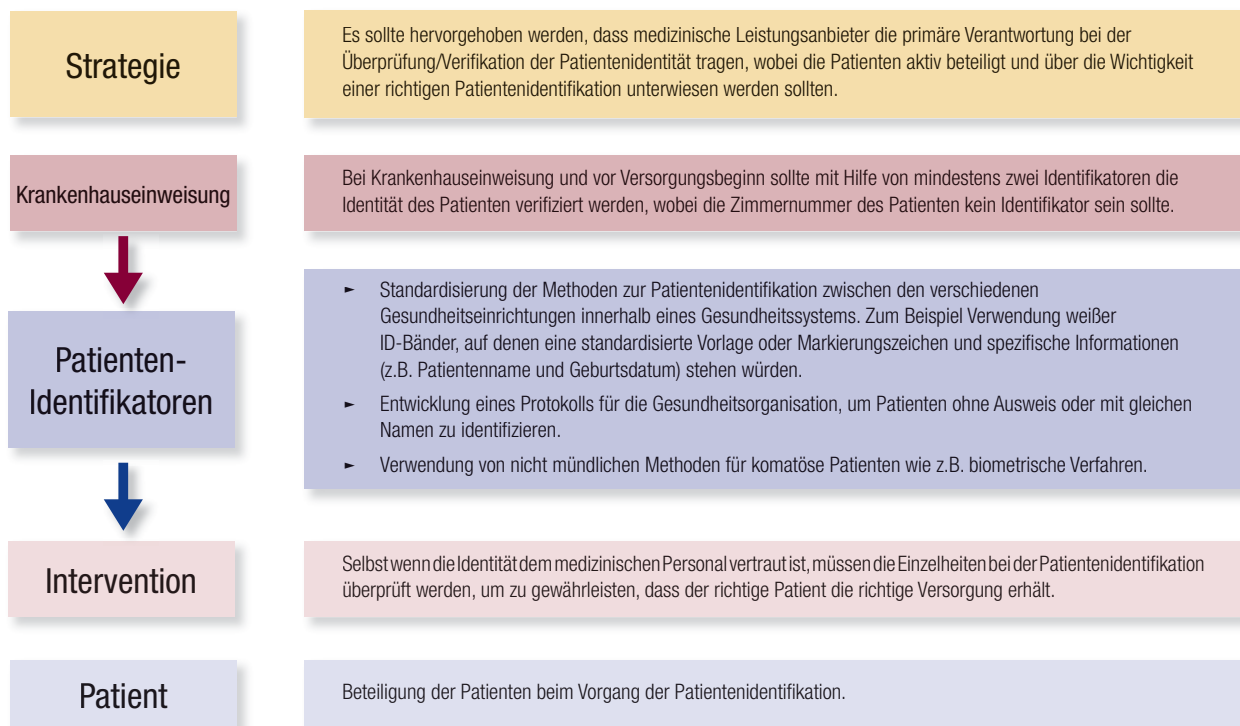 Strategie
Es sollte hervorgehoben werden, dass medizinische Leistungsanbieter die primäre Verantwortung bei der
Überprüfung/Verifikation der Patientenidentität tragen, wobei die Patienten aktiv beteiligt und über die Wichtigkeit
einer richtigen Patientenidentifikation unterwiesen werden sollten.
Krankenhauseinweisung
Bei Krankenhauseinweisung und vor Versorgungsbeginn sollte mit Hilfe von mindestens zwei Identifikatoren die
Identität des Patienten verifiziert werden, wobei die Zimmernummer des Patienten kein Identifikator sein sollte.
Patienten-
Identifikatoren
► Standardisierung der Methoden zur Patientenidentifikation zwischen den verschiedenen
Gesundheitseinrichtungen innerhalb eines Gesundheitssystems. Zum Beispiel Verwendung weißer
ID-Bänder, auf denen eine standardisierte Vorlage oder Markierungszeichen und spezifische Informationen
(z.B. Patientenname und Geburtsdatum) stehen würden.
► Entwicklung eines Protokolls für die Gesundheitsorganisation, um Patienten ohne Ausweis oder mit gleichen
Namen zu identifizieren.
► Verwendung von nicht mündlichen Methoden für komatöse Patienten wie z.B. biometrische Verfahren.
Intervention
Selbst wenn die Identität dem medizinischen Personal vertraut ist, müssen die Einzelheiten bei der Patientenidentifikation
überprüft werden, um zu gewährleisten, dass der richtige Patient die richtige Versorgung erhält.
Patient
Beteiligung der Patienten beim Vorgang der Patientenidentifikation.